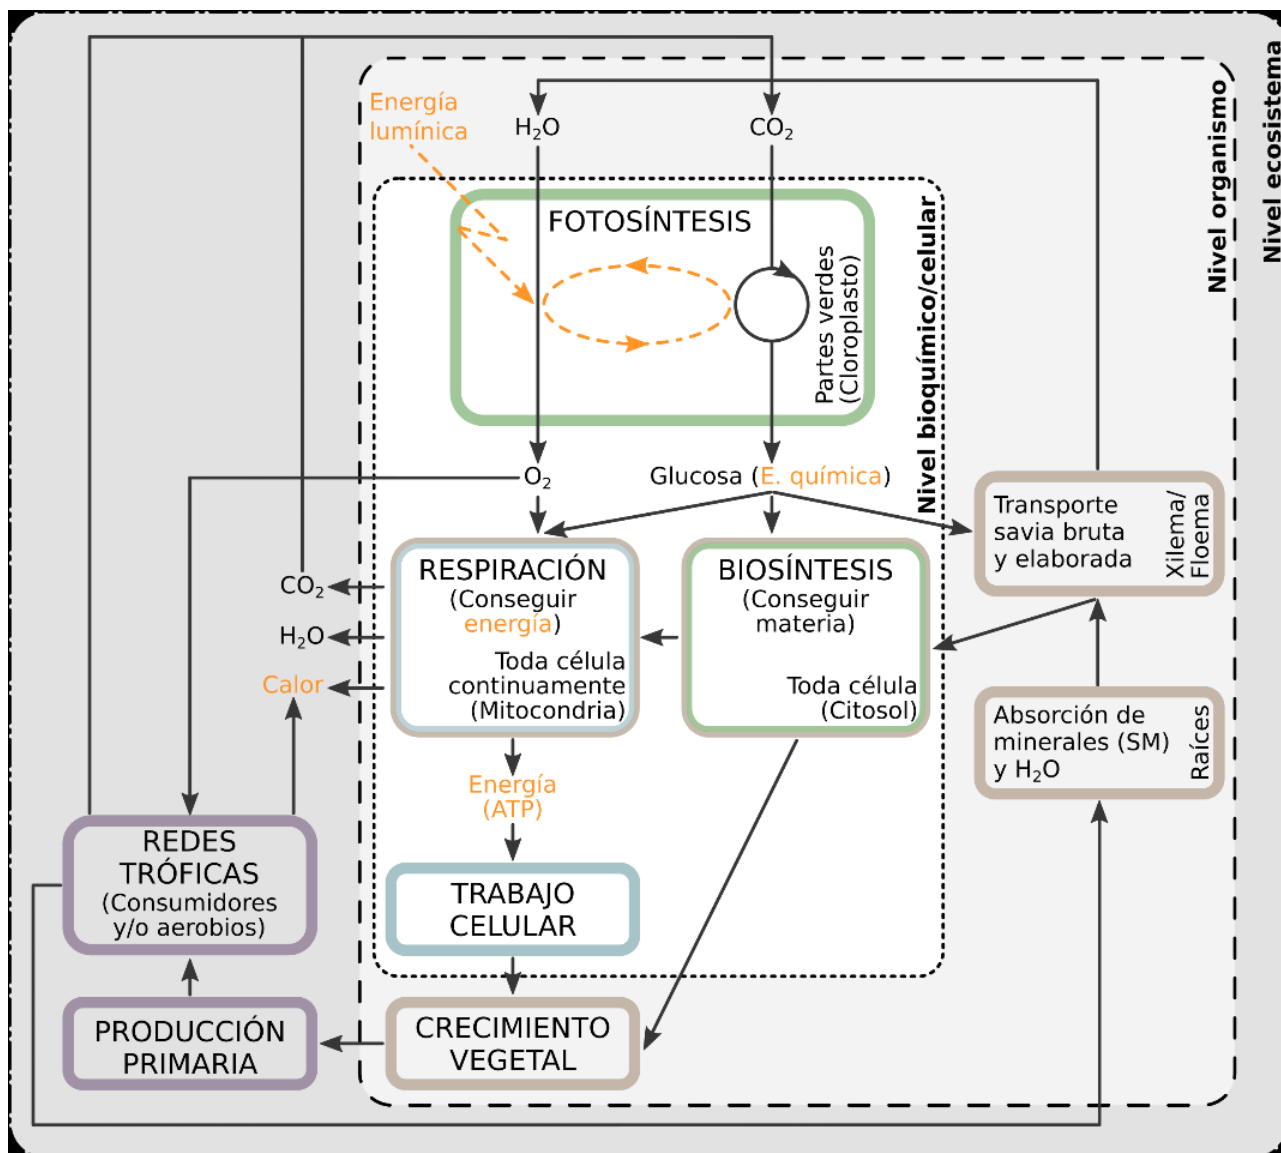 Nivel ecosistema
Nivel organismo
Energía
lumínica
H₂O
CO₂
Nivel bioquímico/celular
FOTOSÍNTESIS
Partes verdes
(Cloroplasto)
O₂
Glucosa (E. química)
Transporte
savia bruta
y elaborada
Xilema/
Floema
RESPIRACIÓN
(Conseguir
energía)
Toda célula
continuamente
(Mitocondria)
BIOSÍNTESIS
(Conseguir
materia)
Toda célula
(Citosol)
CO₂
H₂O
Calor
Absorción de
minerales (SM)
y H₂O
Raíces
Energía
(ATP)
REDES
TRÓFICAS
(Consumidores
y/o aerobios)
TRABAJO
CELULAR
PRODUCCIÓN
PRIMARIA
CRECIMIENTO
VEGETAL